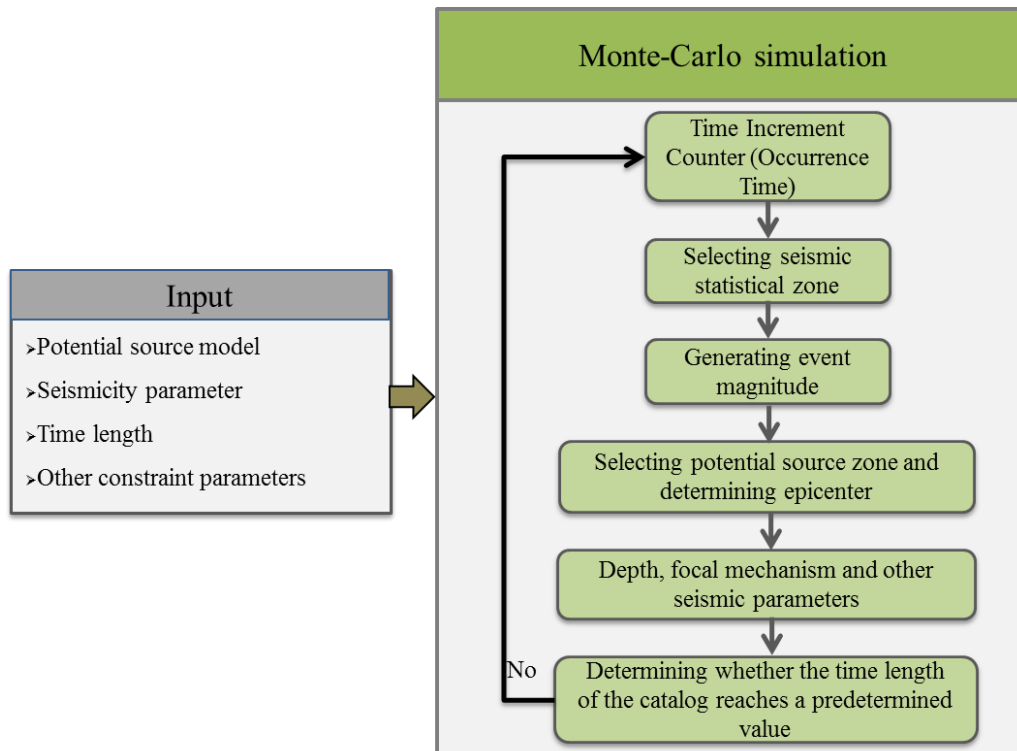 Monte-Carlo simulation
Time Increment
Counter (Occurrence
Time)
Selecting seismic
statistical zone
Input
➢Potential source model
➢Seismicity parameter
➢Time length
➢Other constraint parameters
Generating event
magnitude
Selecting potential source zone and
determining epicenter
Depth, focal mechanism and other
seismic parameters
No
Determining whether the time length
of the catalog reaches a predetermined
value